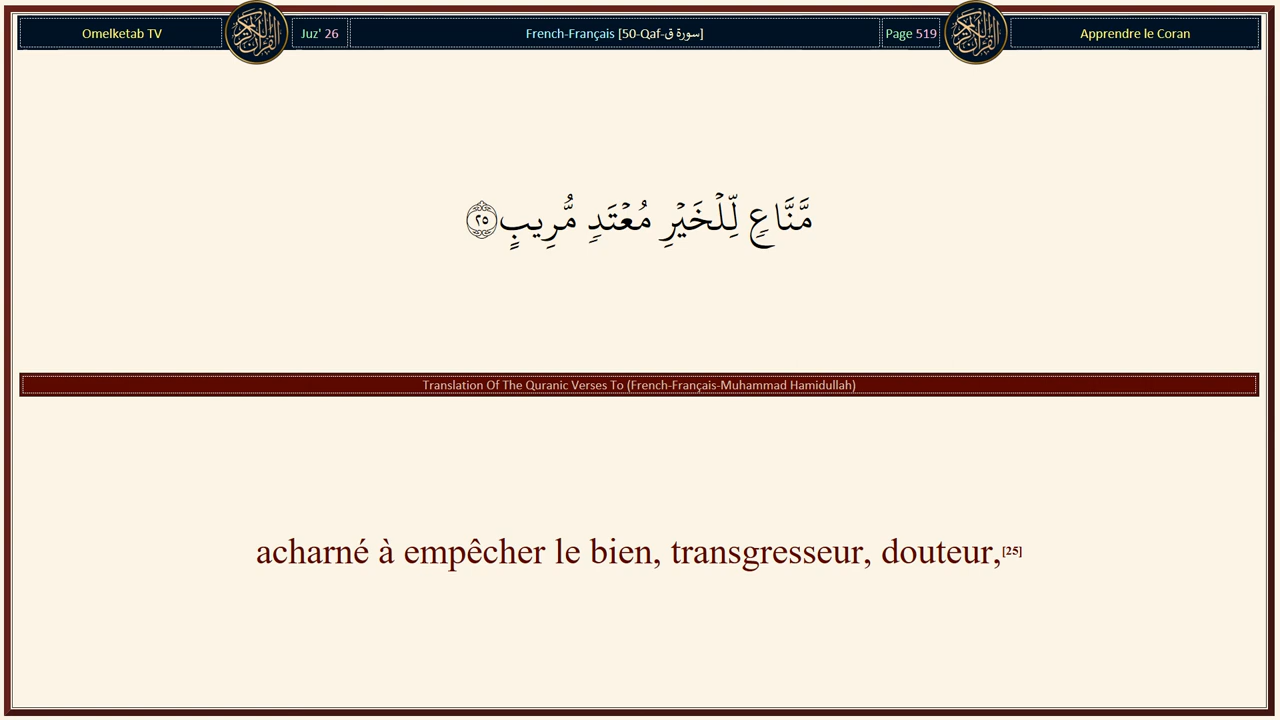 Omelketab TV
Juz' 26
French-Français [50-Qaf-سورة ق]
Page 519
Apprendre le Coran
مَّنَّاعٖ لِّلۡخَيۡرِ مُعۡتَدٖ مُّرِيبٍ ٢٥
Translation Of The Quranic Verses To (French-Français-Muhammad Hamidullah)
acharné à empêcher le bien, transgresseur, douteur,[25]